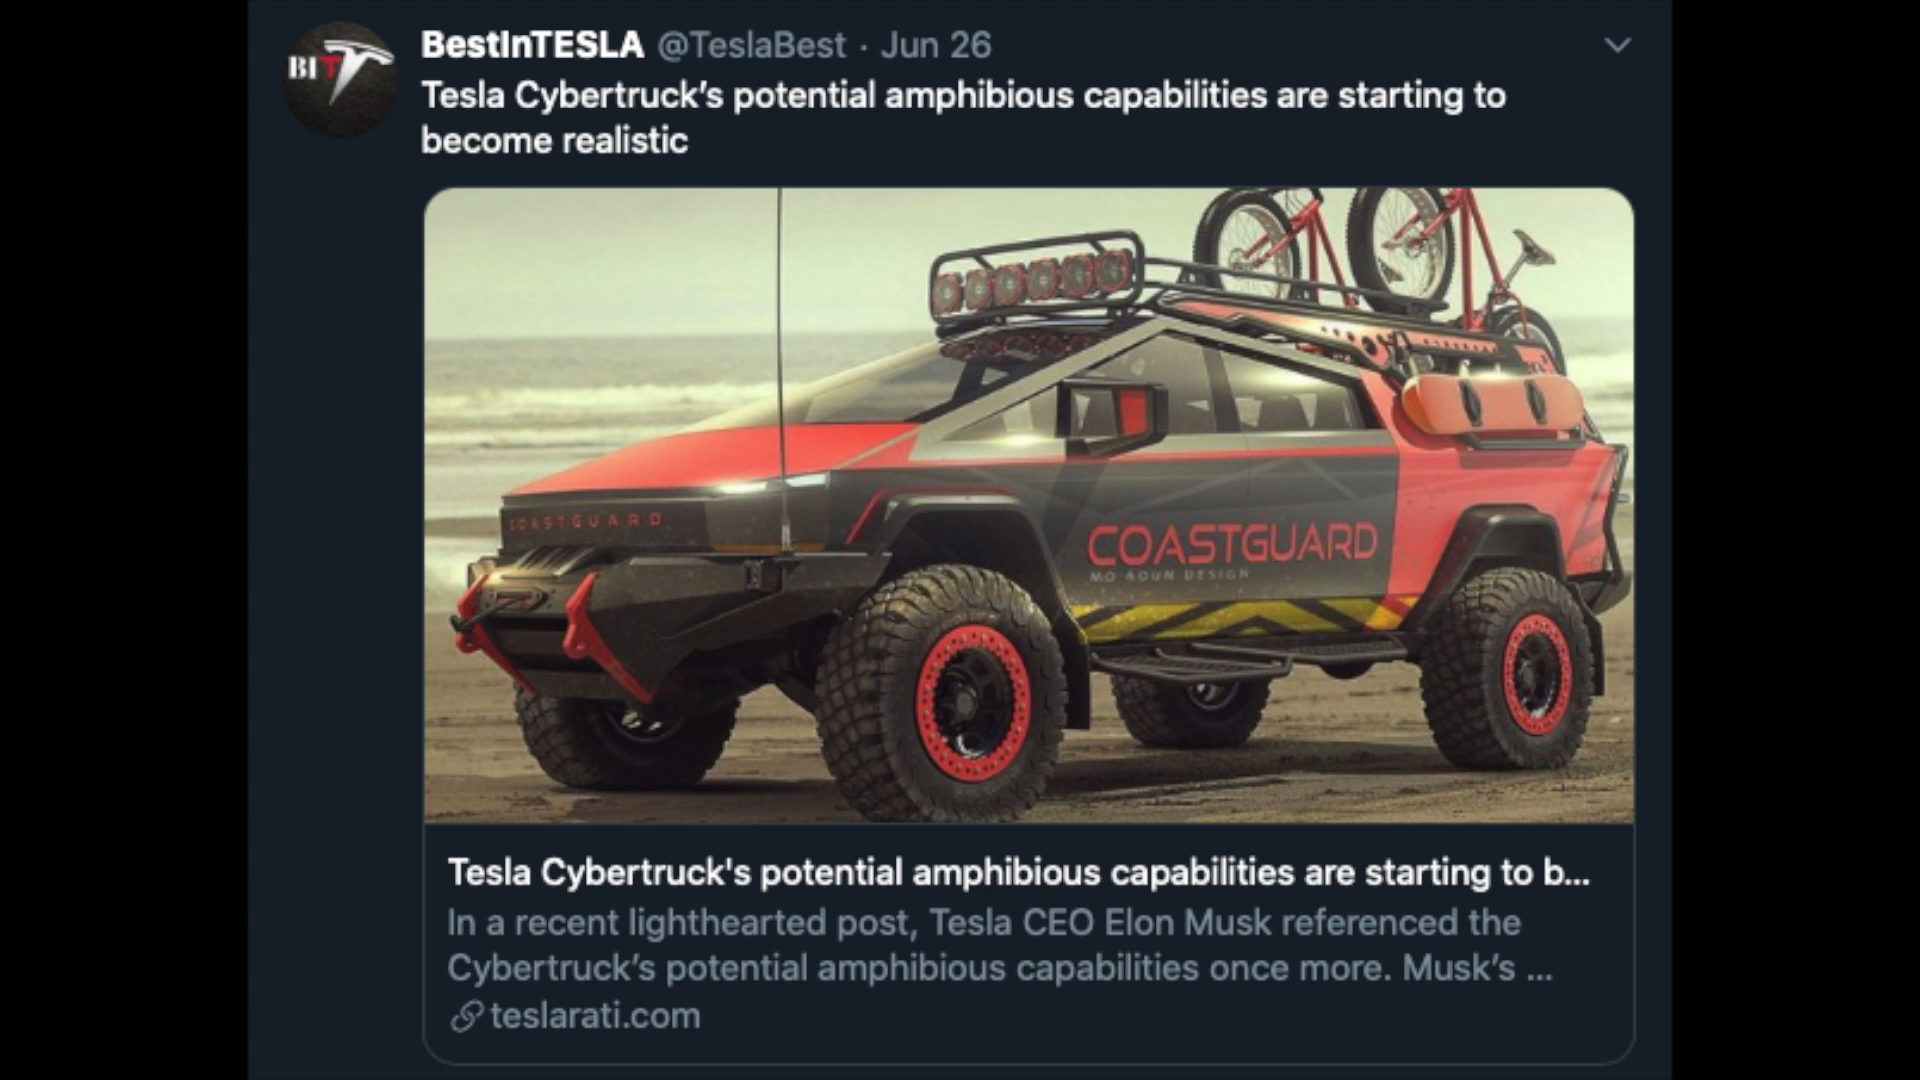 BIT
BestInTESLA @TeslaBest · Jun 26
Tesla Cybertruck’s potential amphibious capabilities are starting to
become realistic
COASTGUARD
COASTGUARD
MO AOUN DESIGN
Tesla Cybertruck's potential amphibious capabilities are starting to b...
In a recent lighthearted post, Tesla CEO Elon Musk referenced the
Cybertruck’s potential amphibious capabilities once more. Musk’s ...
teslarati.com